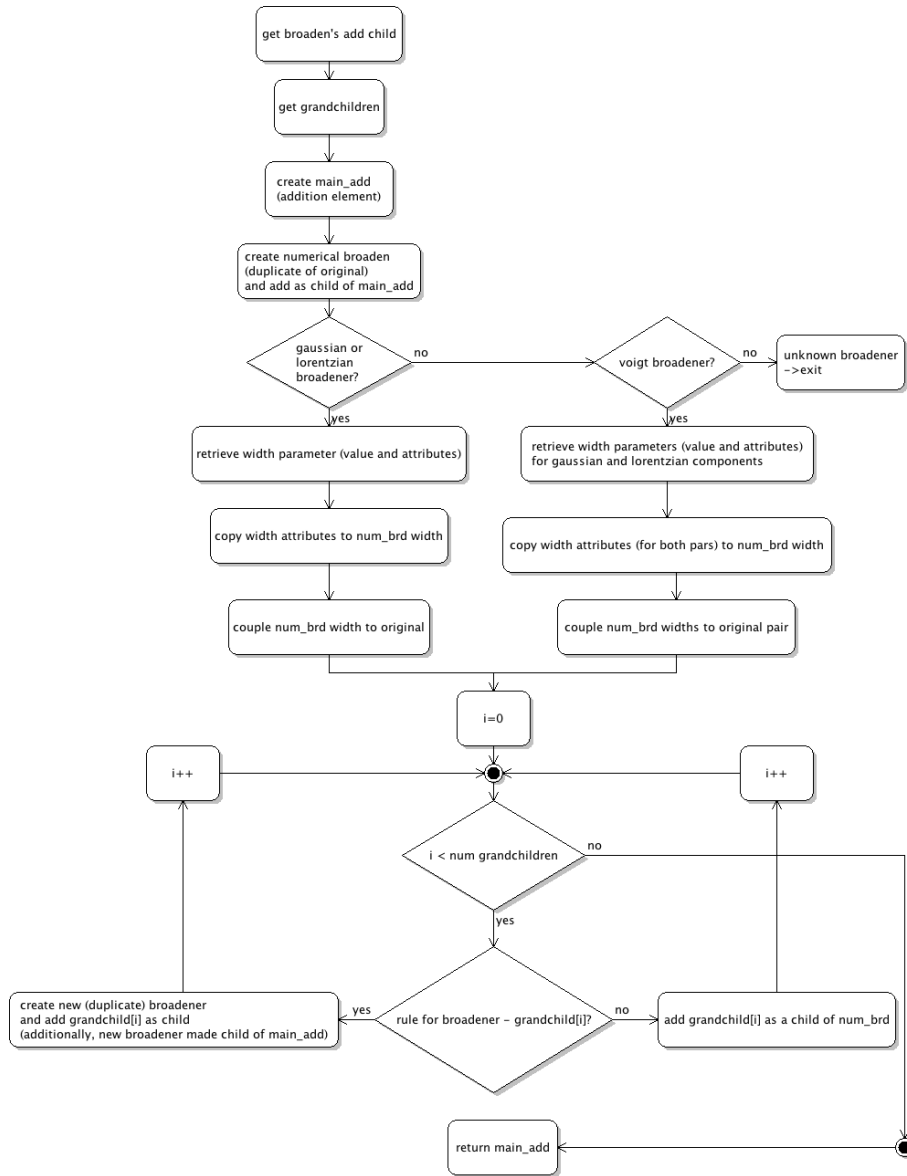 get broaden's add child
get grandchildren
create main_add
(addition element)
create numerical broaden
(duplicate of original)
and add as child of main_add
gaussian or
lorentzian
broadener?
no
voigt broadener?
no
unknown broadener
->exit
yes
yes
retrieve width parameter (value and attributes)
retrieve width parameters (value and attributes)
for gaussian and lorentzian components
copy width attributes to num_brd width
copy width attributes (for both pars) to num_brd width
couple num_brd width to original
couple num_brd widths to original pair
i=0
i++
i++
i < num grandchildren
no
yes
create new (duplicate) broadener
and add grandchild[i] as child
(additionally, new broadener made child of main_add)
yes
rule for broadener - grandchild[i]?
no
add grandchild[i] as a child of num_brd
return main_add